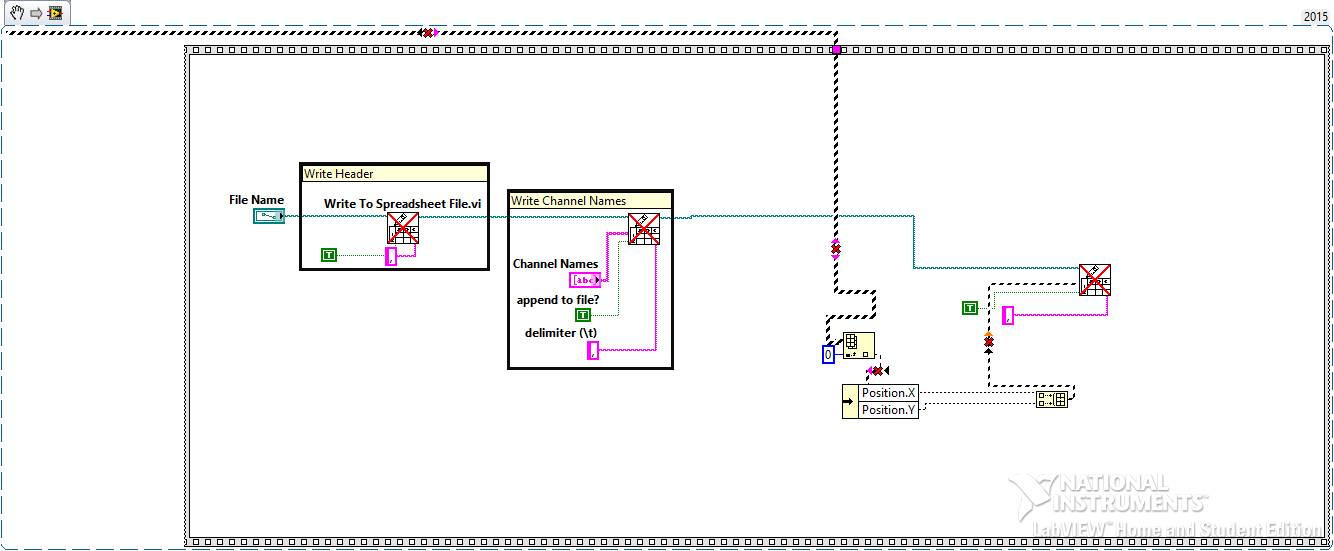 2015
Write Header
File Name
Write To Spreadsheet File.vi
T
,
Write Channel Names
Channel Names
[abc
append to file?
T
delimiter (\t)
,
T
,
0
Position.X
Position.Y
NATIONAL
INSTRUMENTS™
LabVIEW™ Home and Student Edition